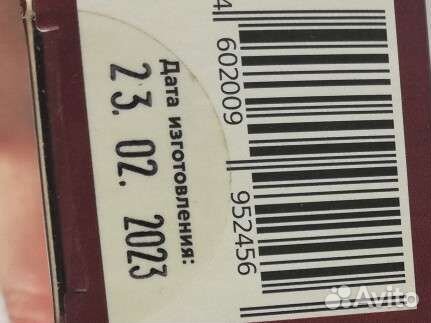 Дата изготовления:
23. 02. 2023
4 602009 952456
Avito